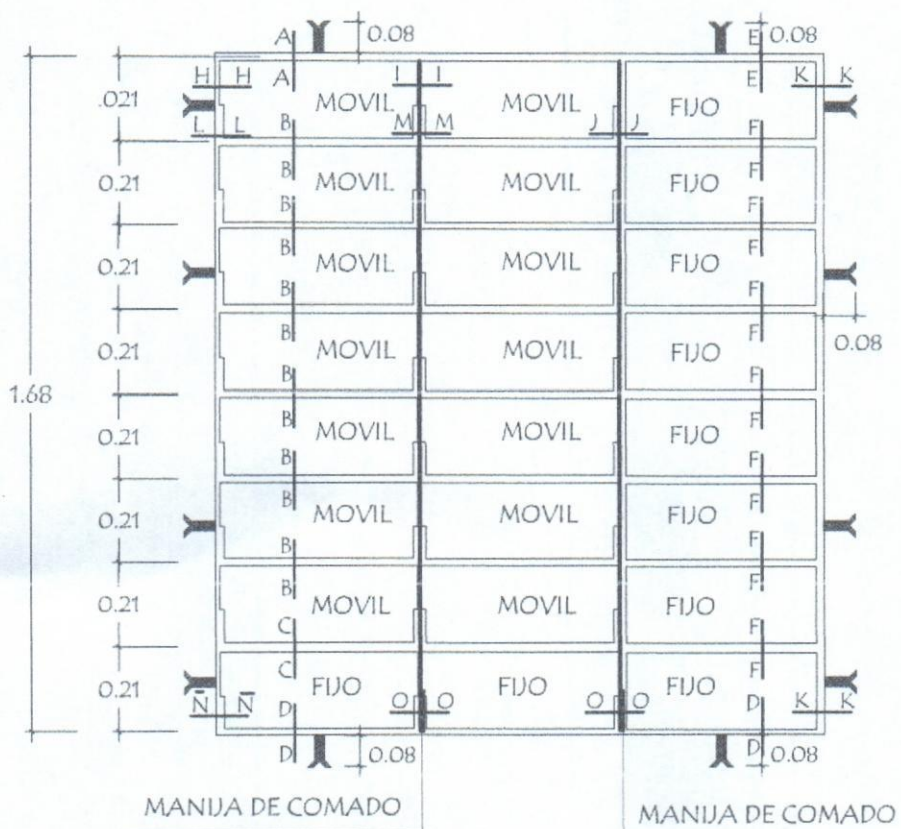 A 0.08 E 0.08
H H A I I E K K
.021 MOVIL MOVIL FIJO
L L B M M J J F
0.21 B MOVIL MOVIL FIJO F
B F
0.21 B MOVIL MOVIL FIJO F
B F
0.21 B MOVIL MOVIL FIJO F 0.08
1.68 B F
0.21 B MOVIL MOVIL FIJO F
B F
0.21 B MOVIL MOVIL FIJO F
B F
0.21 B MOVIL MOVIL FIJO F
C F
0.21 C FIJO FIJO FIJO F
N̄ N̄ D O O O O D K K
D 0.08 D 0.08
MANIJA DE COMADO MANIJA DE COMADO